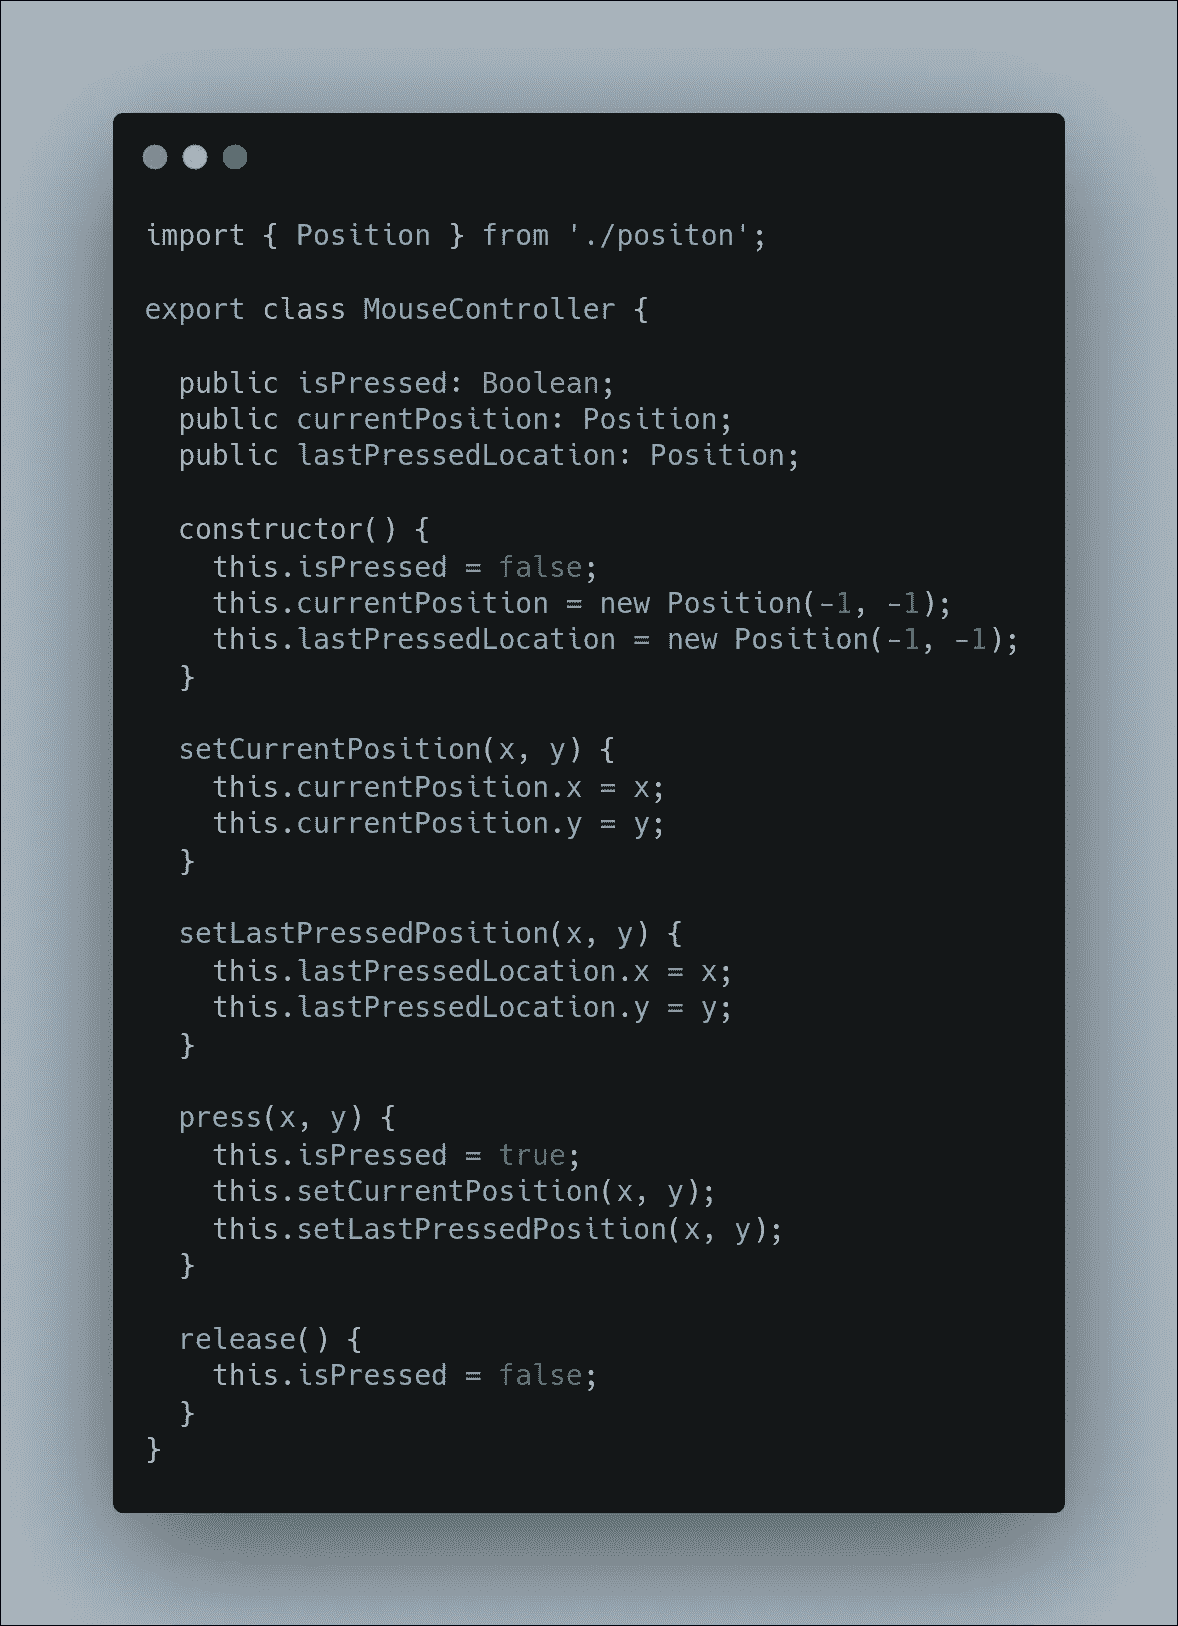 import { Position } from './positon';
export class MouseController {
public isPressed: Boolean;
public currentPosition: Position;
public lastPressedLocation: Position;
constructor() {
this.isPressed = false;
this.currentPosition = new Position(-1, -1);
this.lastPressedLocation = new Position(-1, -1);
}
setCurrentPosition(x, y) {
this.currentPosition.x = x;
this.currentPosition.y = y;
}
setLastPressedPosition(x, y) {
this.lastPressedLocation.x = x;
this.lastPressedLocation.y = y;
}
press(x, y) {
this.isPressed = true;
this.setCurrentPosition(x, y);
this.setLastPressedPosition(x, y);
}
release() {
this.isPressed = false;
}
}